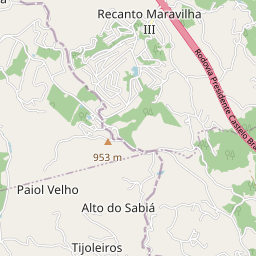 Recanto Maravilha
III
Rodovia Presidente Castelo Bra
953 m
Paiol Velho
Alto do Sabiá
Tijoleiros